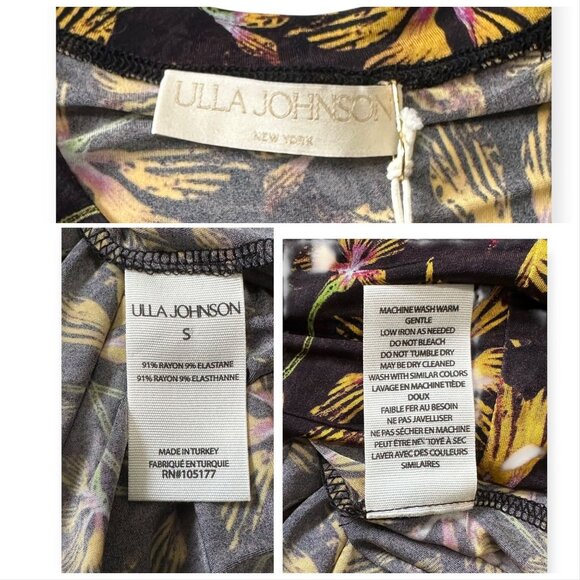 ULLA JOHNSON
NEW YORK
ULLA JOHNSON
S
91% RAYON 9% ELASTANE
91% RAYON 9% ELASTHANNE
MADE IN TURKEY
FABRIQUÉ EN TURQUIE
RN#105177
MACHINE WASH WARM
GENTLE
LOW IRON AS NEEDED
DO NOT BLEACH
DO NOT TUMBLE DRY
MAY BE DRY CLEANED
WASH WITH SIMILAR COLORS
LAVAGE EN MACHINE TIÈDE
DOUX
FAIBLE FER AU BESOIN
NE PAS JAVELLISER
NE PAS SÉCHER EN MACHINE
PEUT ÊTRE NETTOYÉ À SEC
LAVER AVEC DES COULEURS
SIMILAIRES